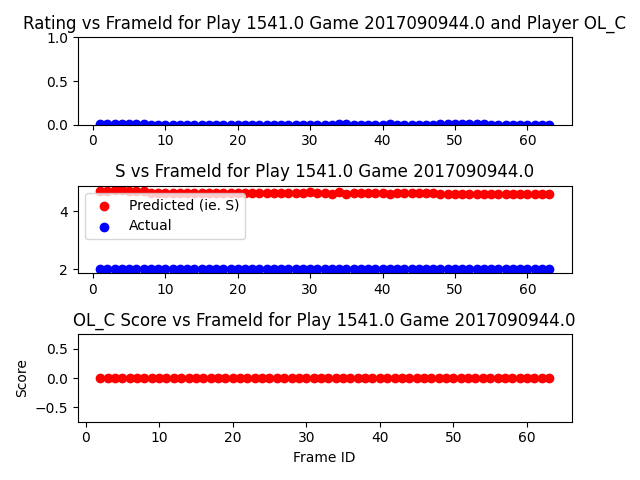 Rating vs FrameId for Play 1541.0 Game 2017090944.0 and Player OL_C
1.0
0.5
0.0
0 10 20 30 40 50 60
S vs FrameId for Play 1541.0 Game 2017090944.0
4
Predicted (ie. S)
Actual
2
0 10 20 30 40 50 60
OL_C Score vs FrameId for Play 1541.0 Game 2017090944.0
Score
0.5
0.0
−0.5
0 10 20 30 40 50 60
Frame ID